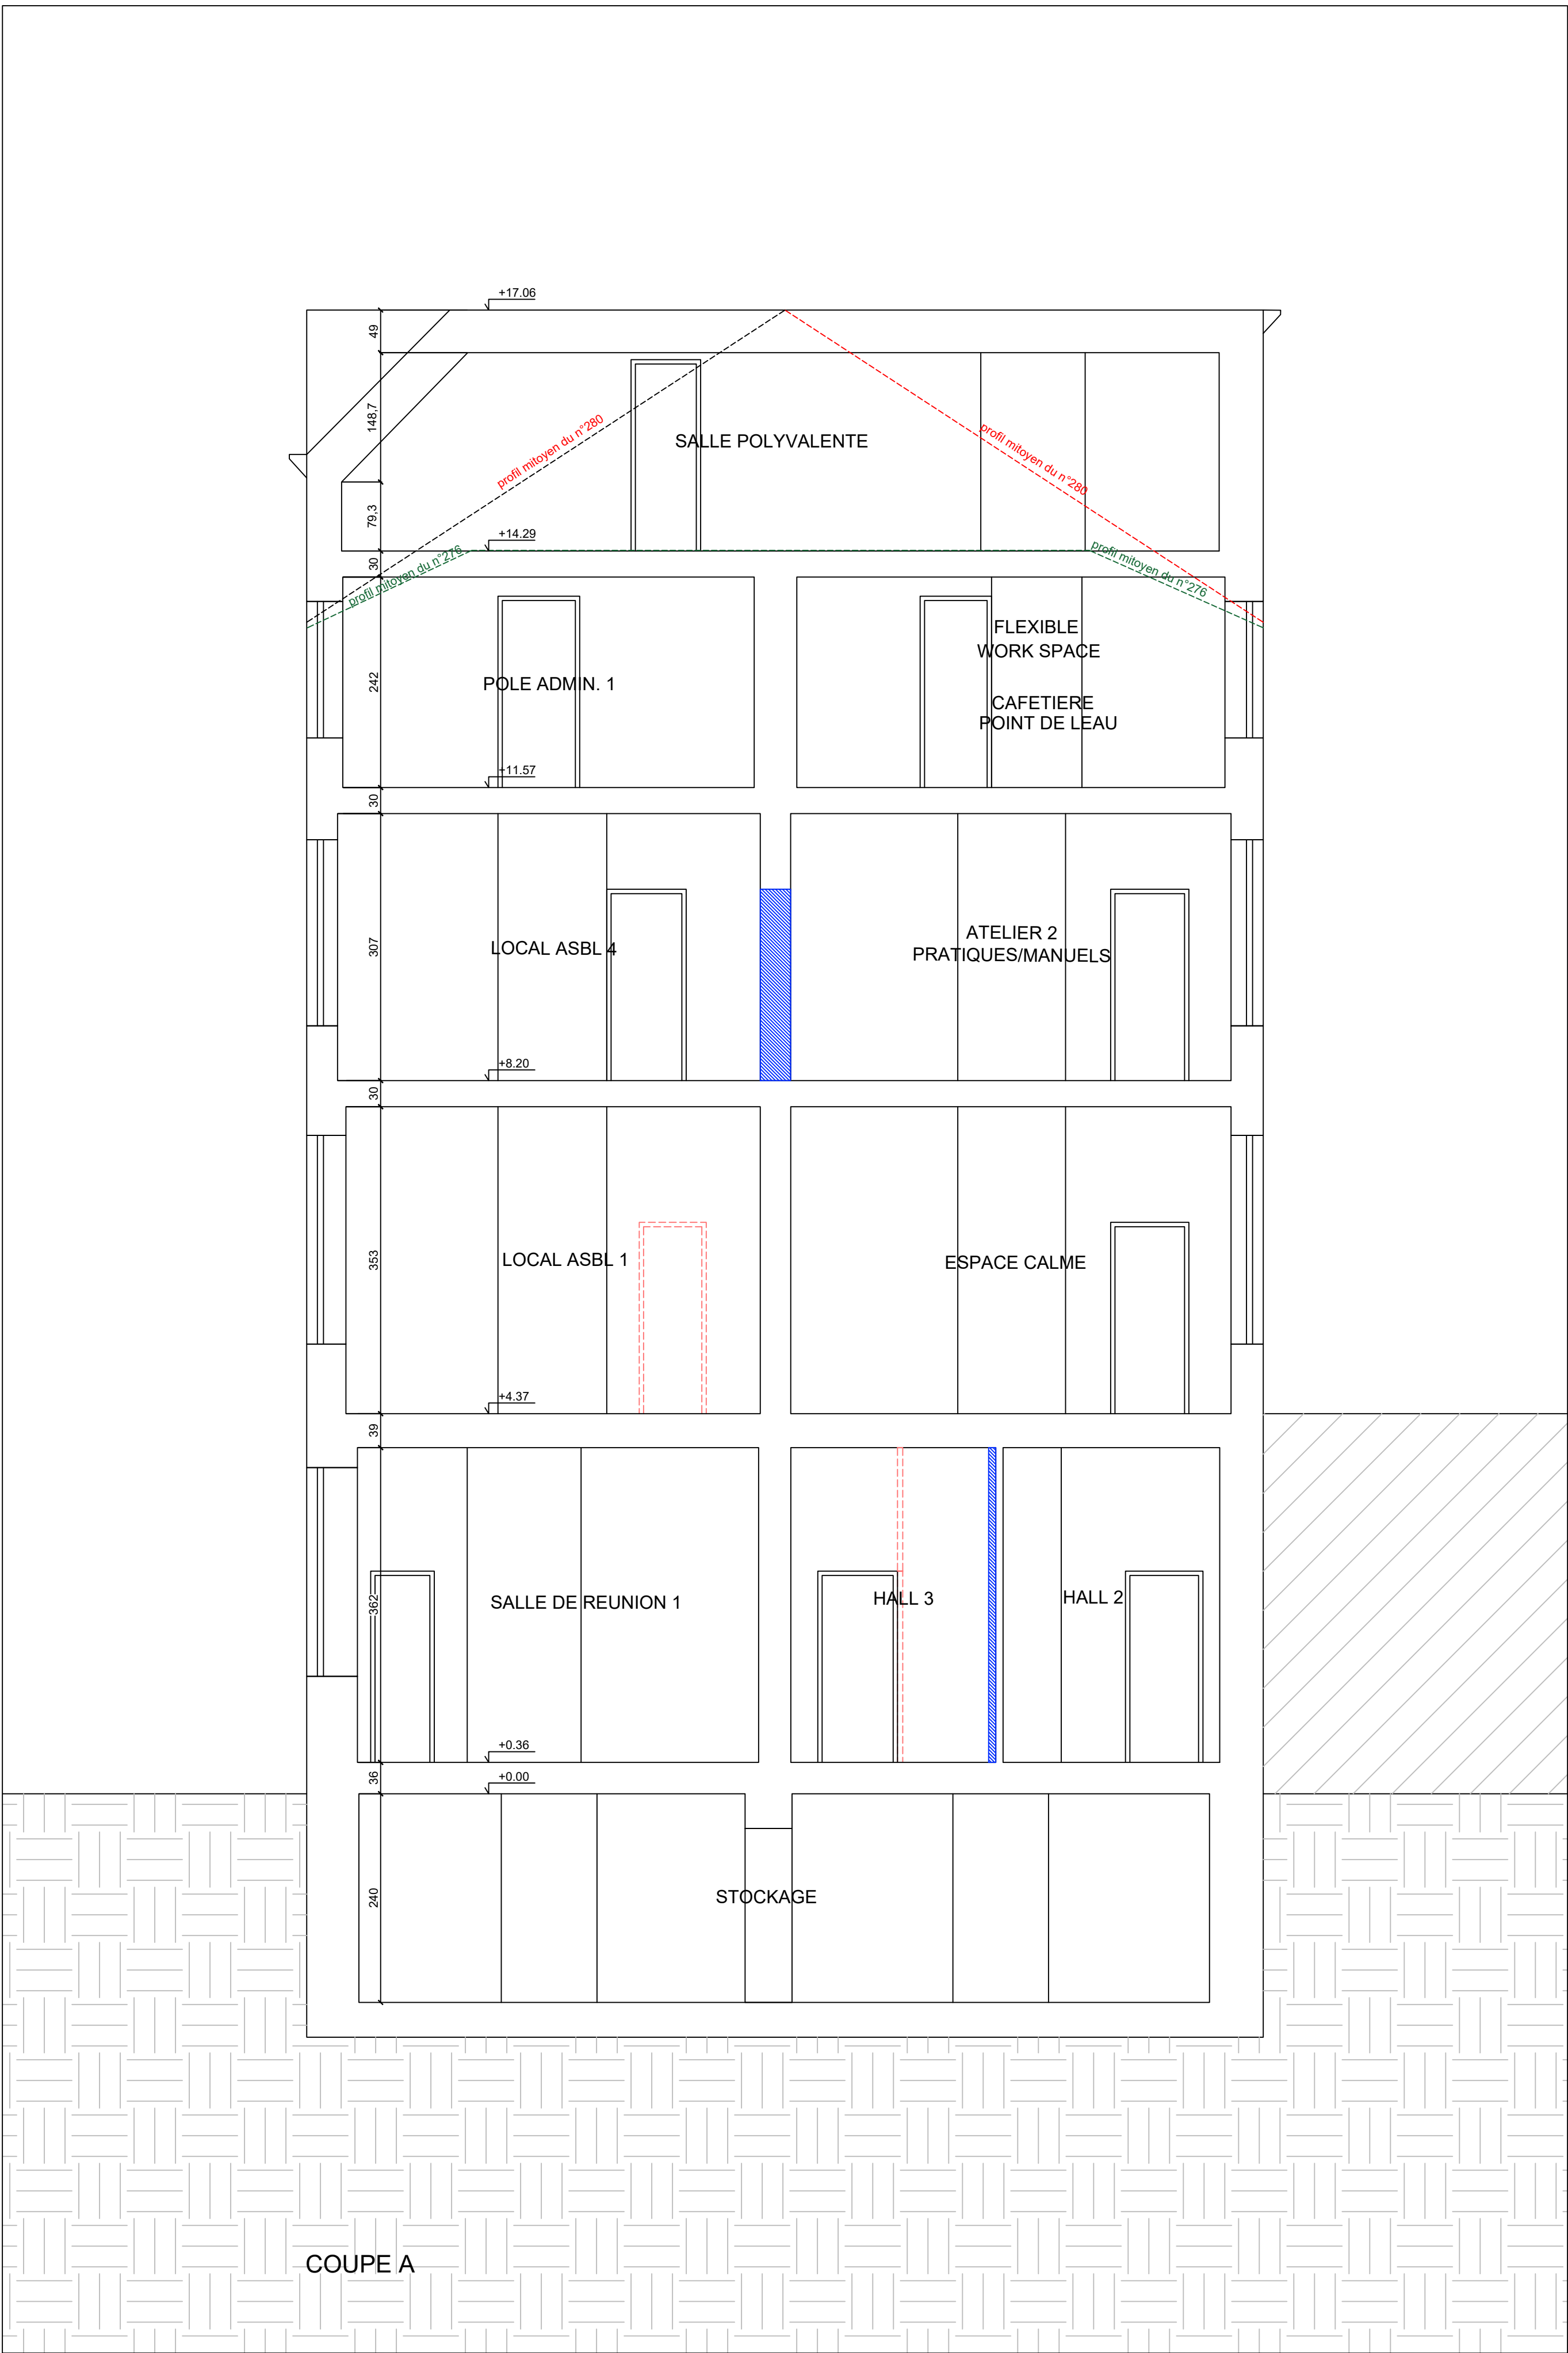 +17.06
49
148,7
profil mitoyen du n°280
SALLE POLYVALENTE
profil mitoyen du n°280
79,3
+14.29
30
profil mitoyen du n°276
profil mitoyen du n°276
FLEXIBLE
WORK SPACE
242
POLE ADMIN. 1
CAFETIERE
POINT DE LEAU
+11.57
30
307
LOCAL ASBL 4
ATELIER 2
PRATIQUES/MANUELS
+8.20
30
353
LOCAL ASBL 1
ESPACE CALME
+4.37
39
362
SALLE DE REUNION 1
HALL 3
HALL 2
+0.36
36
+0.00
240
STOCKAGE
COUPE A